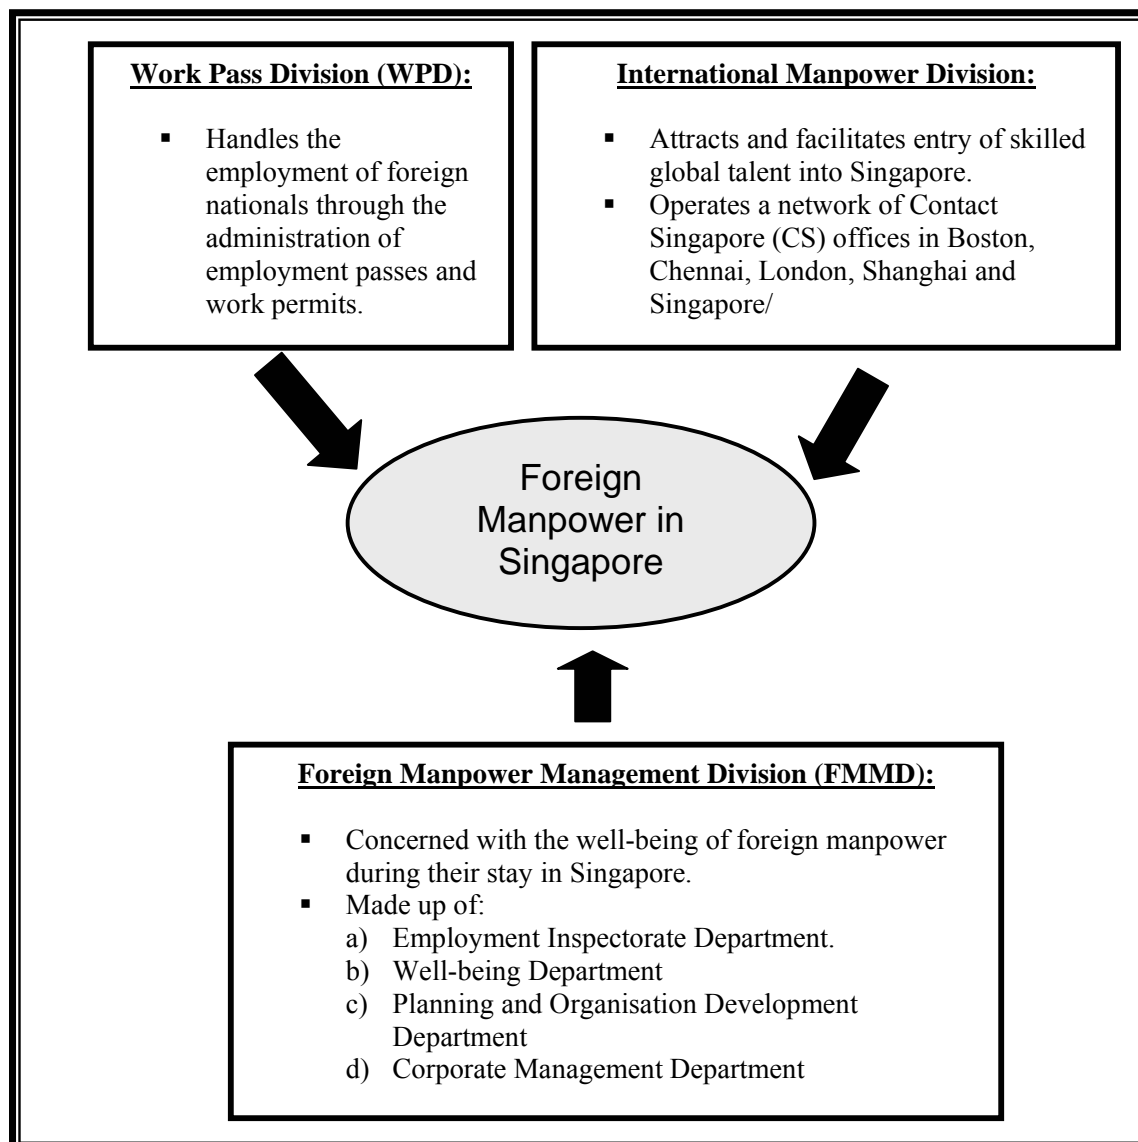 Work Pass Division (WPD):
▪ Handles the
employment of foreign
nationals through the
administration of
employment passes and
work permits.
International Manpower Division:
▪ Attracts and facilitates entry of skilled
global talent into Singapore.
▪ Operates a network of Contact
Singapore (CS) offices in Boston,
Chennai, London, Shanghai and
Singapore/
Foreign
Manpower in
Singapore
Foreign Manpower Management Division (FMMD):
▪ Concerned with the well-being of foreign manpower
during their stay in Singapore.
▪ Made up of:
a) Employment Inspectorate Department.
b) Well-being Department
c) Planning and Organisation Development
Department
d) Corporate Management Department